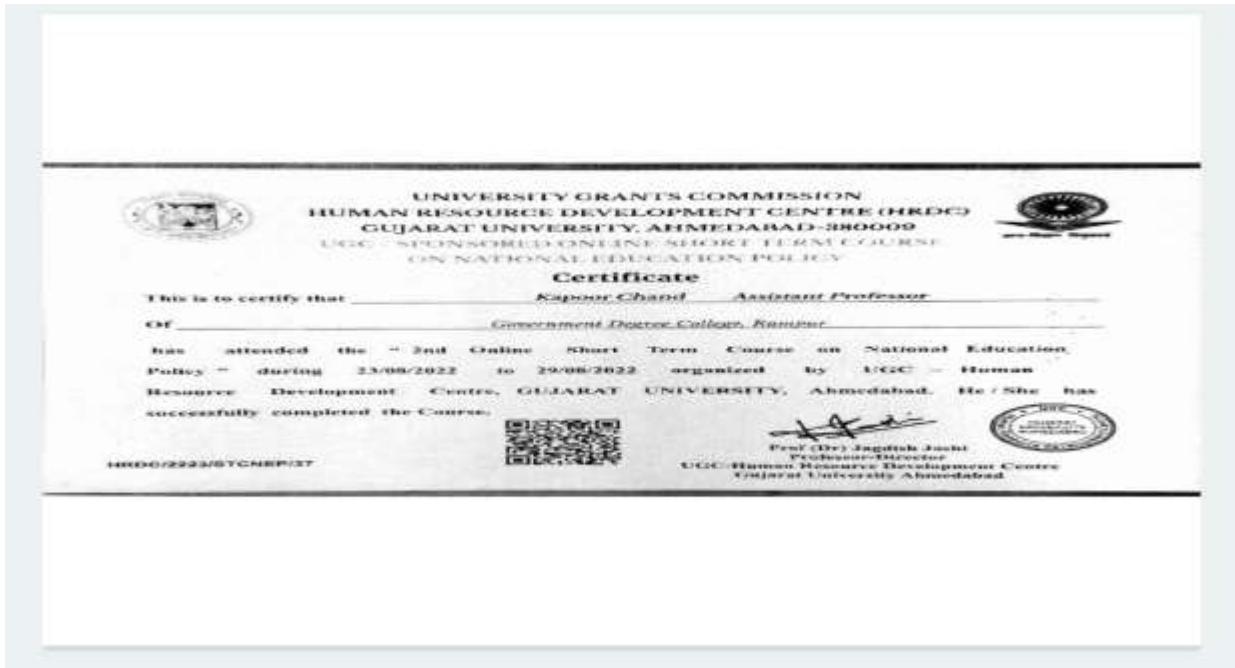 UNIVERSITY GRANTS COMMISSION
HUMAN RESOURCE DEVELOPMENT CENTRE (HRDC)
GUJARAT UNIVERSITY, AHMEDABAD-380009
UGC - SPONSORED ONLINE SHORT TERM COURSE
ON NATIONAL EDUCATION POLICY
Certificate
This is to certify that Kapoor Chand Assistant Professor
Of Government Degree College,
has attended the " 2nd Online Short Term Course on National Education
Policy " during 23/08/2022 to 29/08/2022 organized by UGC - Human
Resource Development Centre, GUJARAT UNIVERSITY, Ahmedabad. He / She has
successfully completed the Course.
HRDC/2223/STCNEP/37
Prof (Dr) Jagdish Joshi
Professor-Director
UGC-Human Resource Development Centre
Gujarat University Ahmedabad